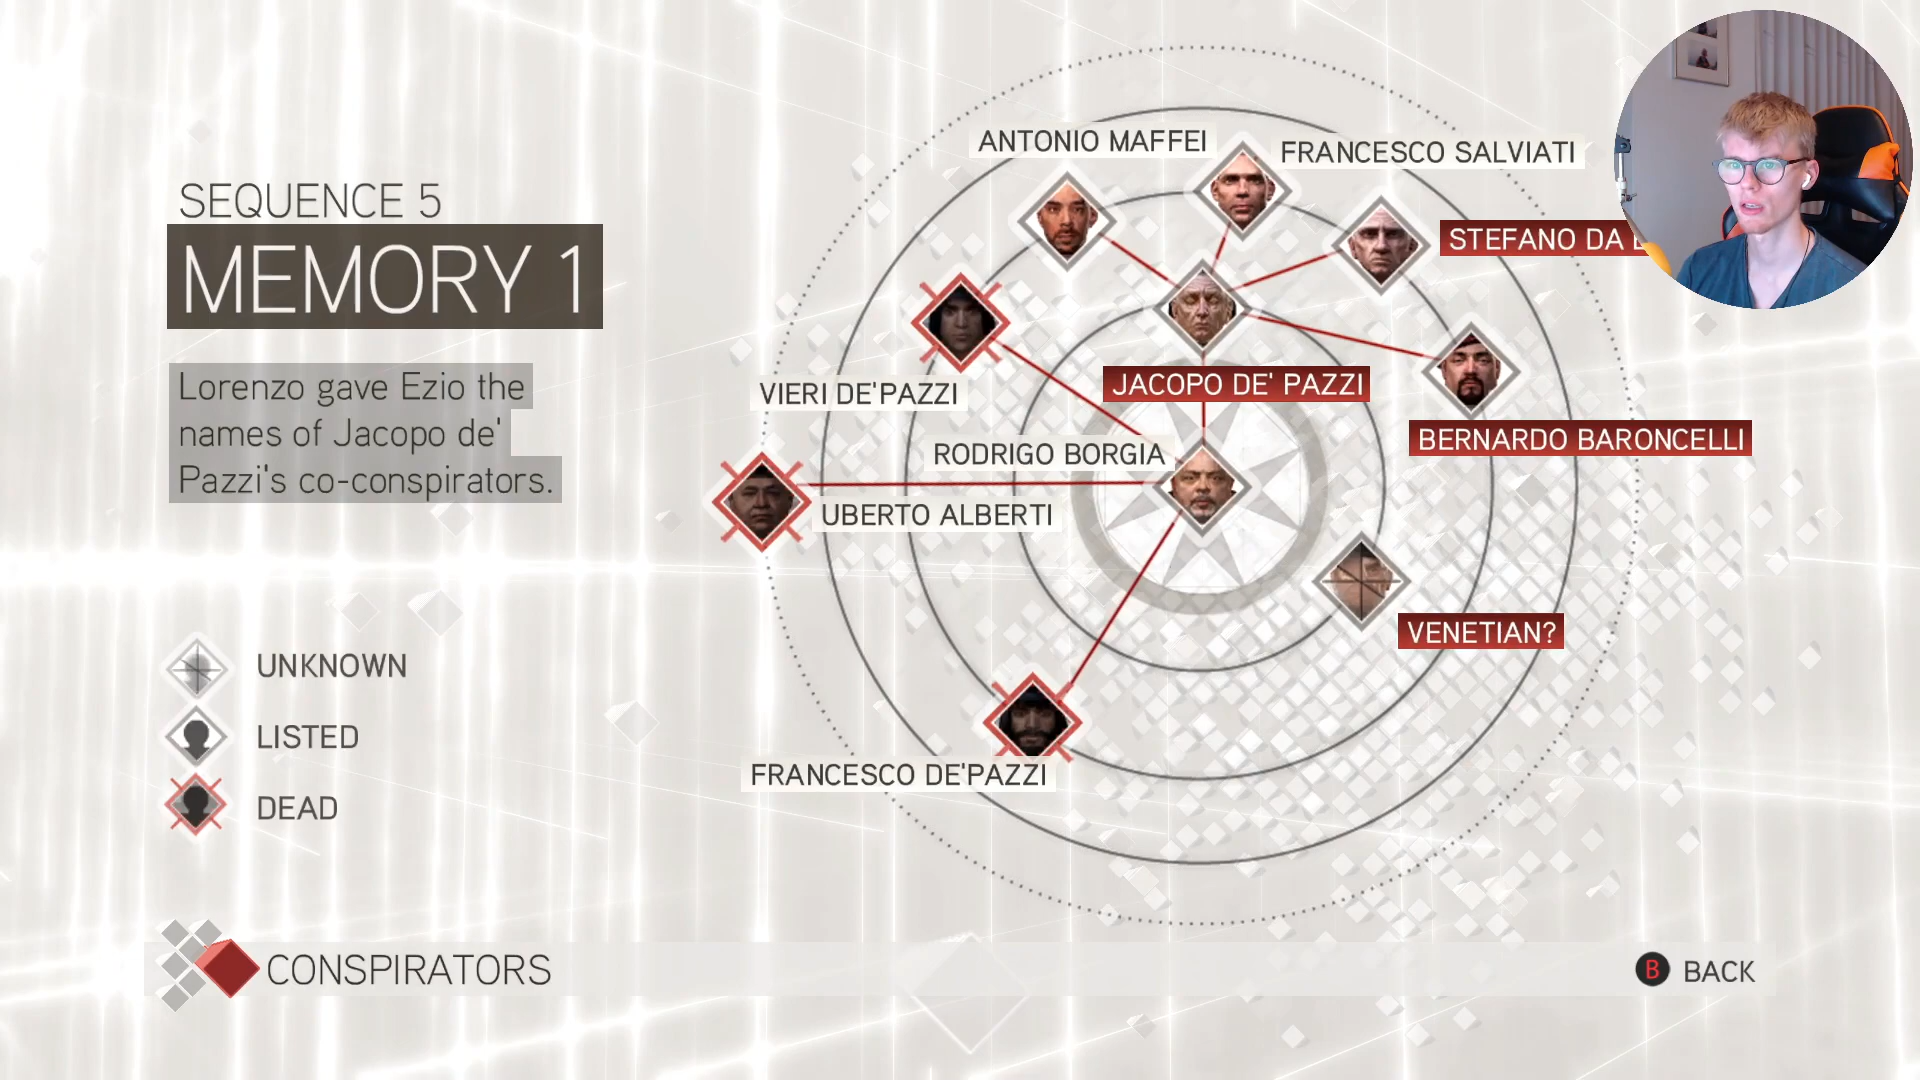 SEQUENCE 5
MEMORY 1
Lorenzo gave Ezio the
names of Jacopo de'
Pazzi's co-conspirators.
UNKNOWN
LISTED
DEAD
ANTONIO MAFFEI
FRANCESCO SALVIATI
STEFANO DA
VIERI DE'PAZZI
JACOPO DE' PAZZI
BERNARDO BARONCELLI
RODRIGO BORGIA
UBERTO ALBERTI
VENETIAN?
FRANCESCO DE'PAZZI
CONSPIRATORS
B BACK